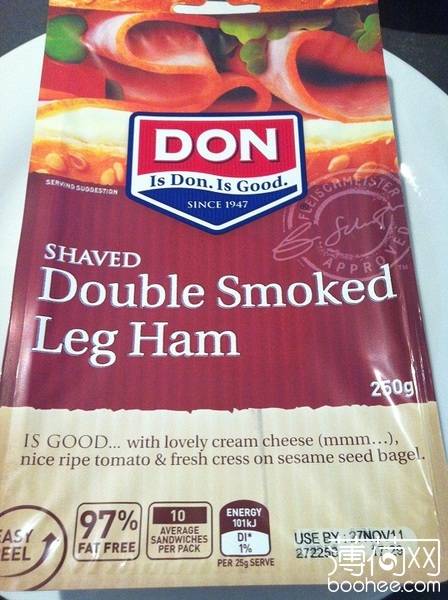 DON
Is Don. Is Good.
SINCE 1947
SERVING SUGGESTION
FLEISCHMEISTER
APPROVED
SHAVED
Double Smoked
Leg Ham
250g
IS GOOD... with lovely cream cheese (mmm...),
nice ripe tomato & fresh cress on sesame seed bagel.
EASY
PEEL
97%
FAT FREE
10
AVERAGE
SANDWICHES
PER PACK
ENERGY
101kJ
DI*
1%
PER 25g SERVE
USE BY: 27NOV11
薄荷网
boohee.com